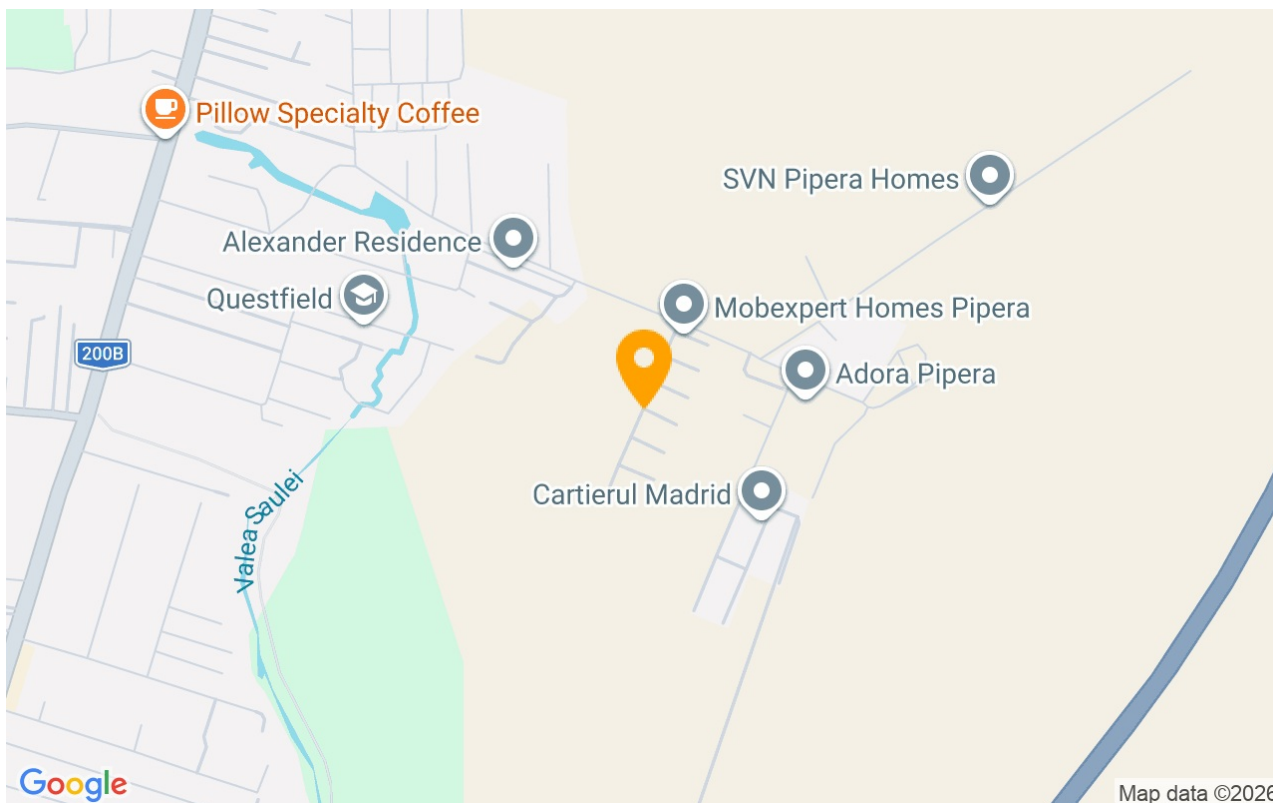 Pillow Specialty Coffee
SVN Pipera Homes
Alexander Residence
Questfield
Mobexpert Homes Pipera
200B
Adora Pipera
Cartierul Madrid
Valea Saulei
Google
Map data ©2026